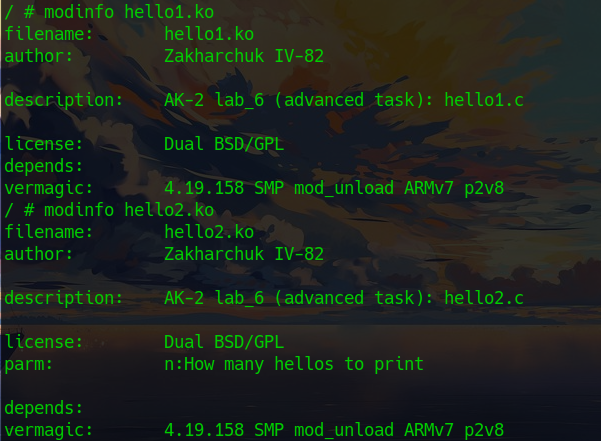 / # modinfo hello1.ko
filename:       hello1.ko
author:         Zakharchuk IV-82
description:    AK-2 lab_6 (advanced task): hello1.c
license:        Dual BSD/GPL
depends:
vermagic:       4.19.158 SMP mod_unload ARMv7 p2v8
/ # modinfo hello2.ko
filename:       hello2.ko
author:         Zakharchuk IV-82
description:    AK-2 lab_6 (advanced task): hello2.c
license:        Dual BSD/GPL
parm:           n:How many hellos to print
depends:
vermagic:       4.19.158 SMP mod_unload ARMv7 p2v8